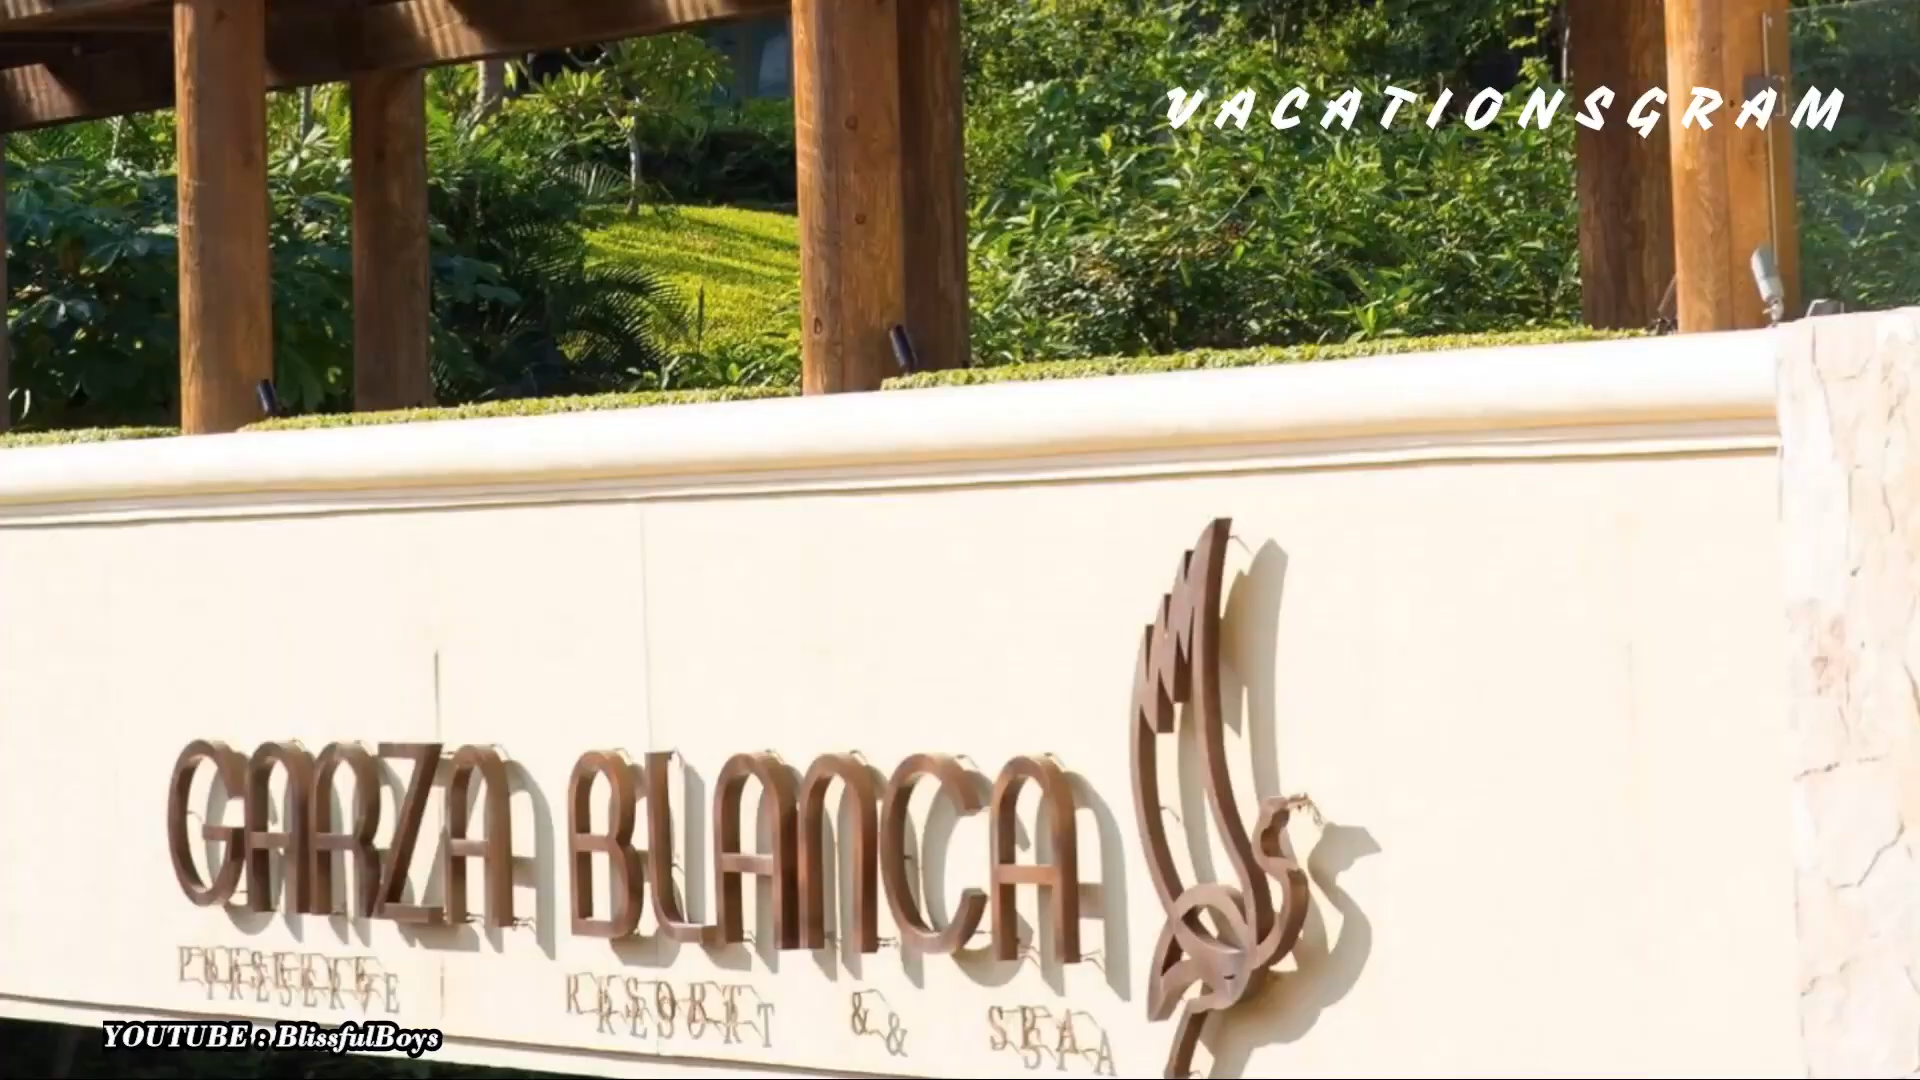 VACATIONSGRAM
GARZA BLANCA
PRESERVE RESORT & SPA
YOUTUBE : BlissfulBoys